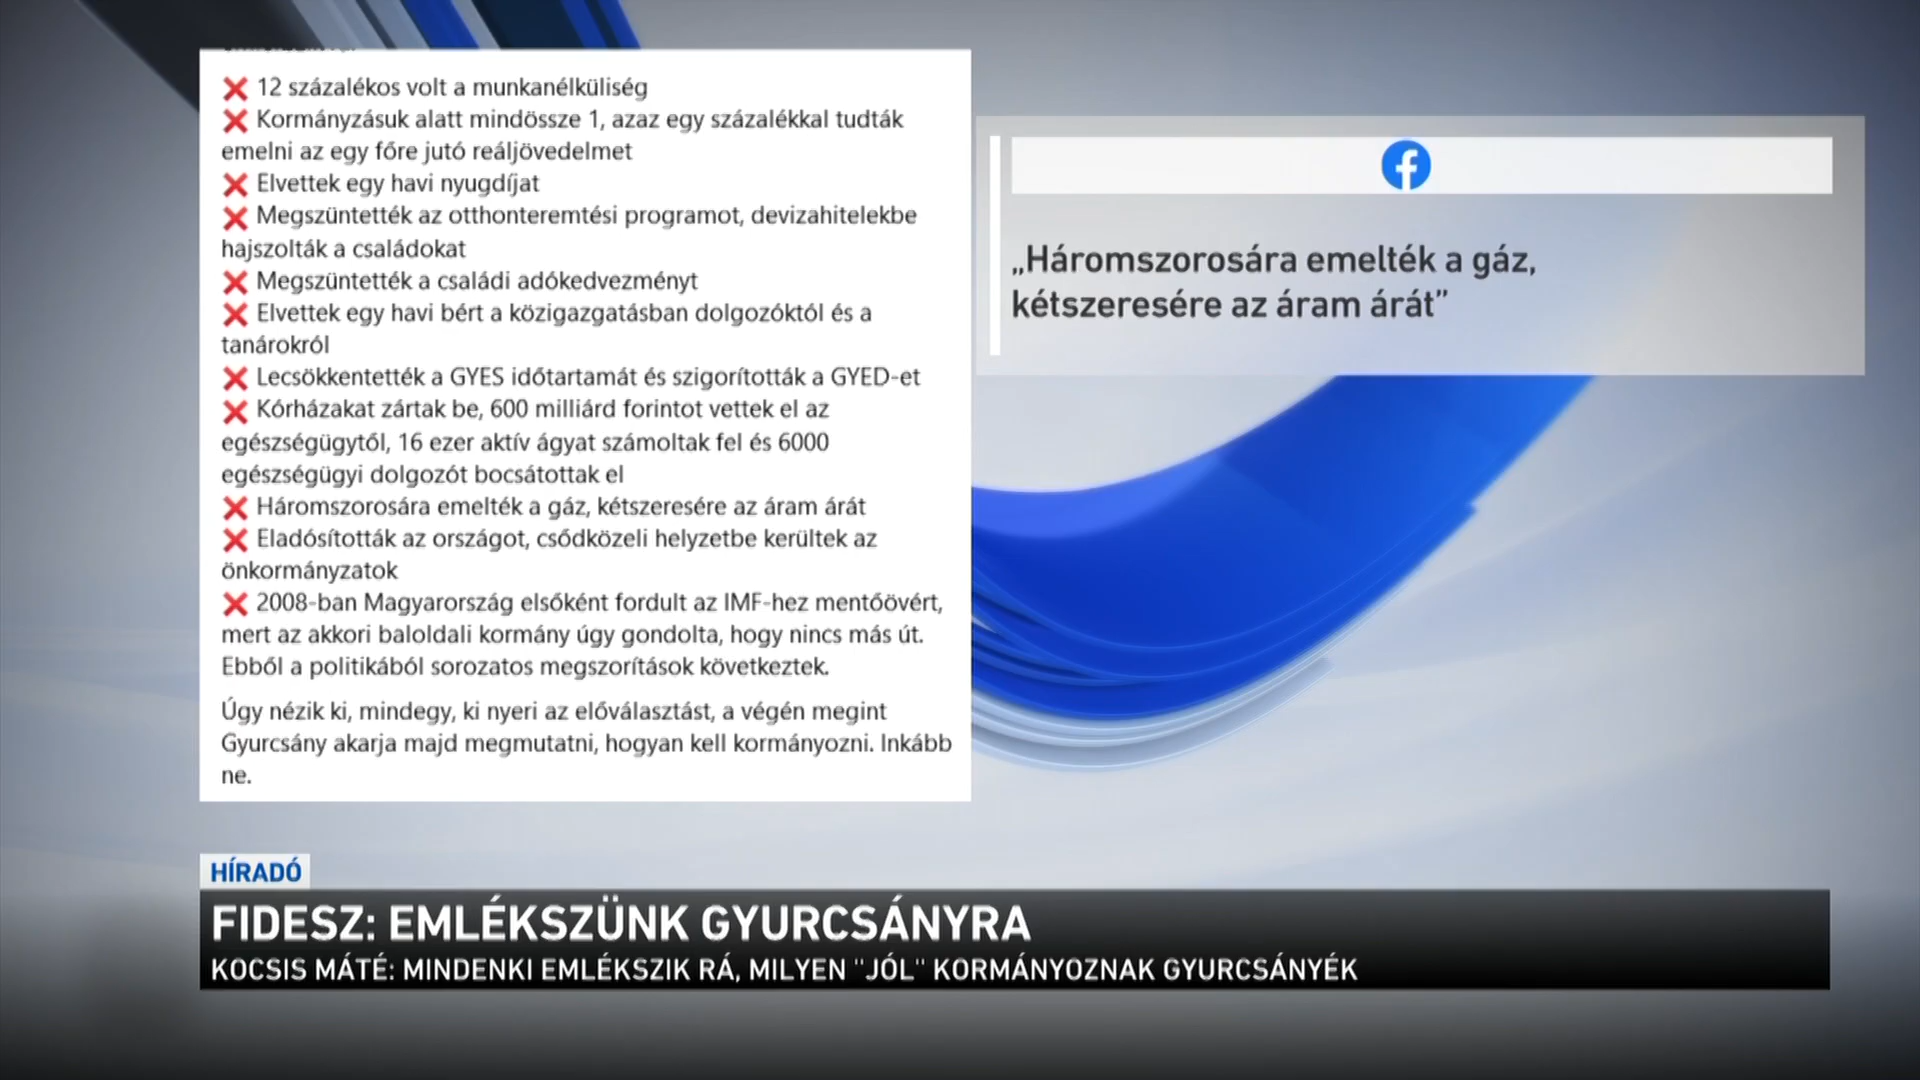 12 százalékos volt a munkanélküliség
Kormányzásuk alatt mindössze 1, azaz egy százalékkal tudták
emelni az egy főre jutó reáljövedelmet
Elvettek egy havi nyugdíjat
Megszüntették az otthonteremtési programot, devizahitelekbe
hajszolták a családokat
Megszüntették a családi adókedvezményt
Elvettek egy havi bért a közigazgatásban dolgozóktól és a
tanárokról
Lecsökkentették a GYES időtartamát és szigorították a GYED-et
Kórházakat zártak be, 600 milliárd forintot vettek el az
egészségügytől, 16 ezer aktív ágyat számoltak fel és 6000
egészségügyi dolgozót bocsátottak el
Háromszorosára emelték a gáz, kétszeresére az áram árát
Eladósították az országot, csődközeli helyzetbe kerültek az
önkormányzatok
2008-ban Magyarország elsőként fordult az IMF-hez mentőövért,
mert az akkori baloldali kormány úgy gondolta, hogy nincs más út.
Ebből a politikából sorozatos megszorítások következtek.
Úgy nézik ki, mindegy, ki nyeri az előválasztást, a végén megint
Gyurcsány akarja majd megmutatni, hogyan kell kormányozni. Inkább
ne.
„Háromszorosára emelték a gáz,
kétszeresére az áram árát”
HÍRADÓ
FIDESZ: EMLÉKSZÜNK GYURCSÁNYRA
KOCSIS MÁTÉ: MINDENKI EMLÉKSZIK RÁ, MILYEN "JÓL" KORMÁNYOZNAK GYURCSÁNYÉK